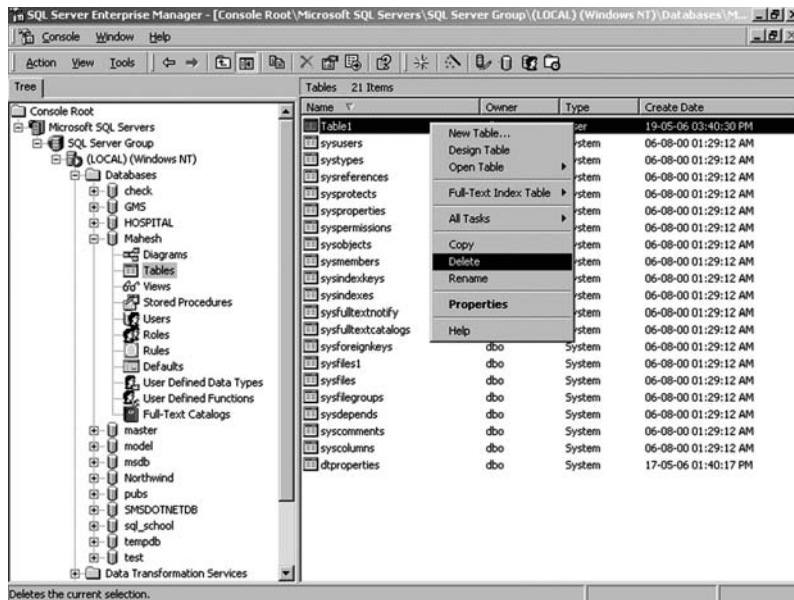 SQL Server Enterprise Manager - [Console Root\Microsoft SQL Servers\SQL Server Group\(LOCAL) (Windows NT)\Databases\M...
Console Window Help
Action View Tools
Tree
Tables 21 Items
Console Root
Microsoft SQL Servers
SQL Server Group
(LOCAL) (Windows NT)
Databases
check
GMS
HOSPITAL
Mahesh
Diagrams
Tables
Views
Stored Procedures
Users
Roles
Rules
Defaults
User Defined Data Types
User Defined Functions
Full-Text Catalogs
master
model
msdb
Northwind
pubs
SMSDOTNETDB
sql_school
tempdb
test
Data Transformation Services
Name Owner Type Create Date
Table1 19-05-06 03:40:30 PM
sysusers 06-08-00 01:29:12 AM
systypes 06-08-00 01:29:12 AM
sysreferences 06-08-00 01:29:12 AM
sysprotects 06-08-00 01:29:12 AM
sysproperties 06-08-00 01:29:12 AM
syspermissions 06-08-00 01:29:12 AM
sysobjects 06-08-00 01:29:12 AM
sysmembers 06-08-00 01:29:12 AM
sysindexkeys 06-08-00 01:29:12 AM
sysindexes 06-08-00 01:29:12 AM
sysfulltextnotify 06-08-00 01:29:12 AM
sysfulltextcatalogs 06-08-00 01:29:12 AM
sysforeignkeys dbo System 06-08-00 01:29:12 AM
sysfiles1 dbo System 06-08-00 01:29:12 AM
sysfiles dbo System 06-08-00 01:29:12 AM
sysfilegroups dbo System 06-08-00 01:29:12 AM
sysdepends dbo System 06-08-00 01:29:12 AM
syscomments dbo System 06-08-00 01:29:12 AM
syscolumns dbo System 06-08-00 01:29:12 AM
dtproperties dbo System 17-05-06 01:40:17 PM
New Table...
Design Table
Open Table
Full-Text Index Table
All Tasks
Copy
Delete
Rename
Properties
Help
Deletes the current selection.